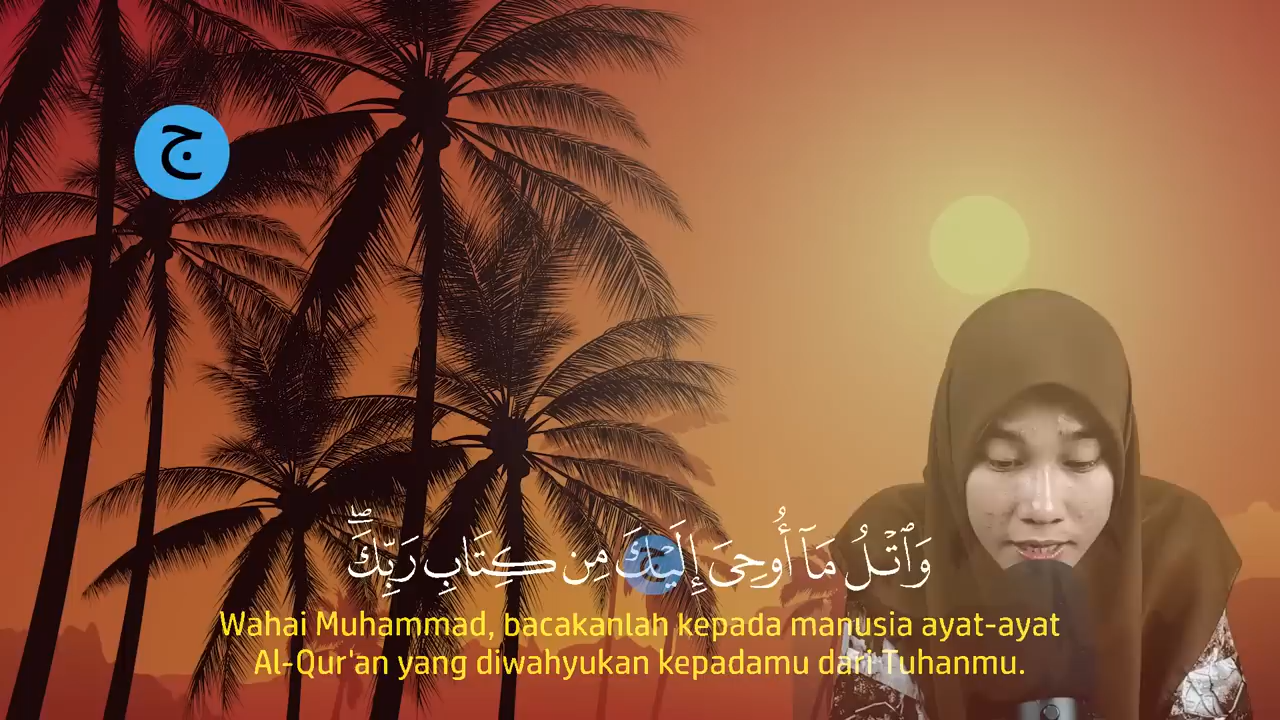 ج
وَٱتۡلُ مَآ أُوحِىَ إِلَيۡكَ مِن كِتَابِ رَبِّكَۖ
Wahai Muhammad, bacakanlah kepada manusia ayat-ayat
Al-Qur'an yang diwahyukan kepadamu dari Tuhanmu.